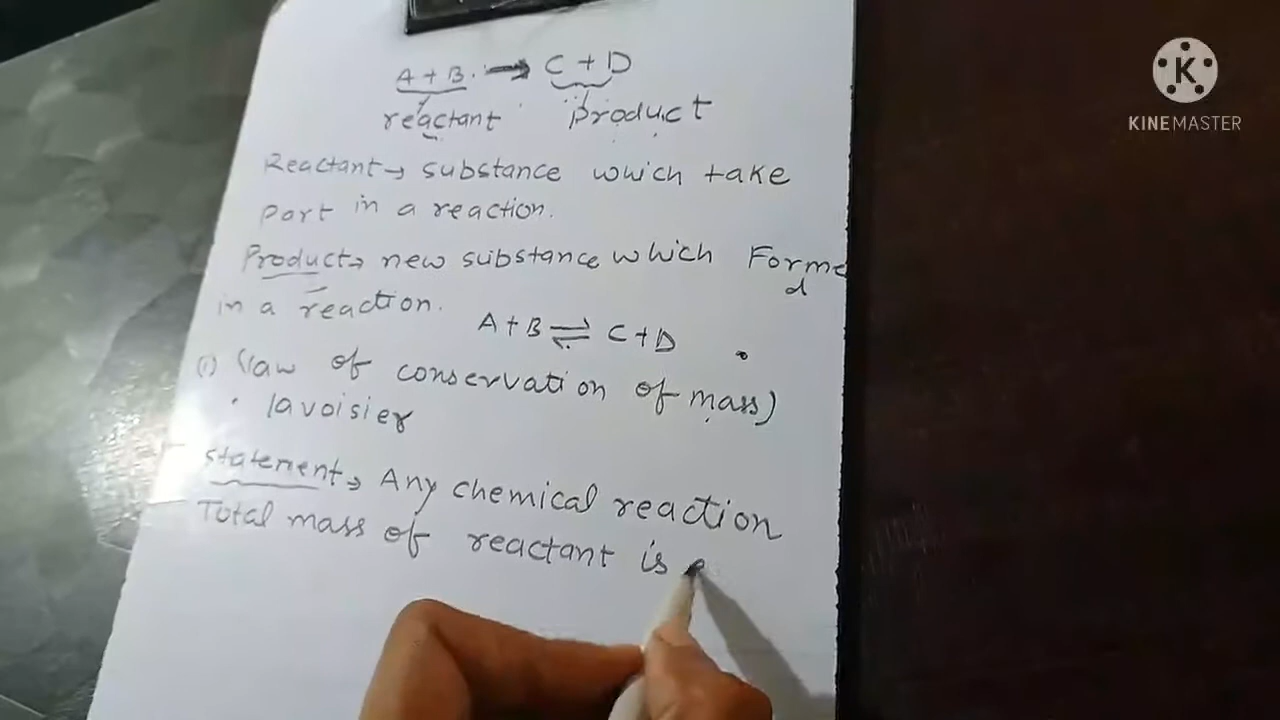 A + B → C + D
reactant product
Reactant → substance which take
part in a reaction.
Product → new substance which Forme
d
in a reaction.
A + B ⇌ C + D
(i) (law of conservation of mass)
lavoisier
statement → Any chemical reaction
Total mass of reactant is
K
KINEMASTER